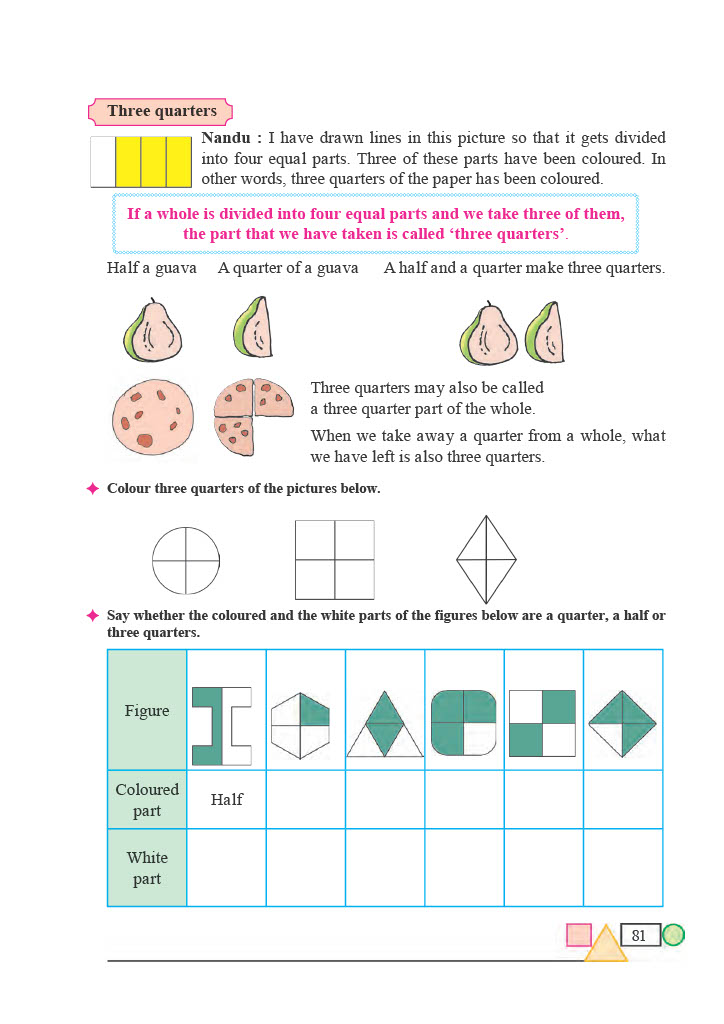 Three quarters
Nandu : I have drawn lines in this picture so that it gets divided
into four equal parts. Three of these parts have been coloured. In
other words, three quarters of the paper has been coloured.
If a whole is divided into four equal parts and we take three of them,
the part that we have taken is called ‘three quarters’.
Half a guava A quarter of a guava A half and a quarter make three quarters.
Three quarters may also be called
a three quarter part of the whole.
When we take away a quarter from a whole, what
we have left is also three quarters.
Colour three quarters of the pictures below.
Say whether the coloured and the white parts of the figures below are a quarter, a half or
three quarters.
Figure
Coloured
part
Half
White
part
81